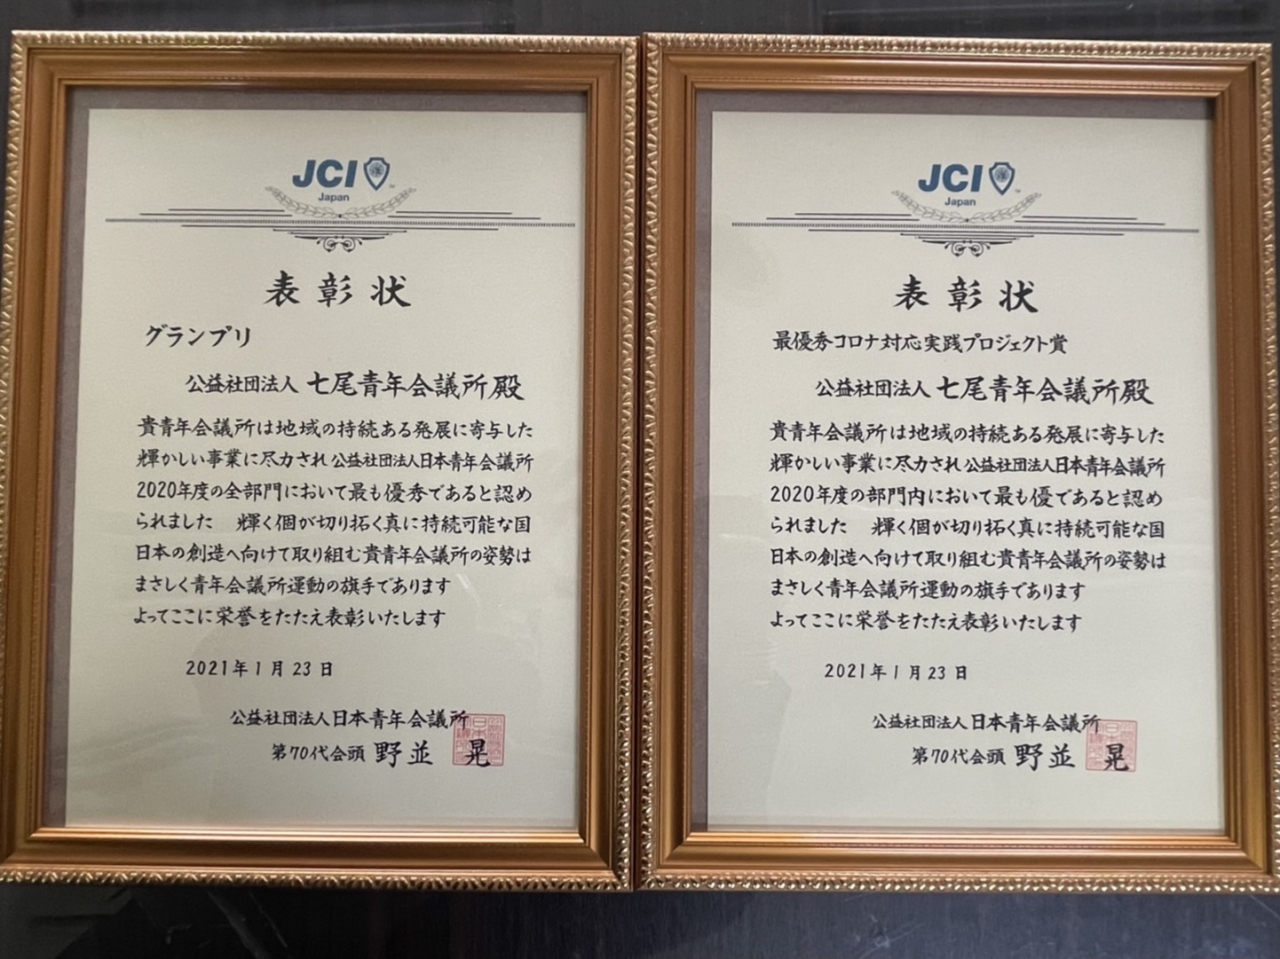 JCI
Japan
表彰状
グランプリ
公益社団法人 七尾青年会議所殿
貴青年会議所は地域の持続ある発展に寄与した
輝かしい事業に尽力され公益社団法人日本青年会議所
2020年度の全部門において最も優秀であると認め
られました　輝く個が切り拓く真に持続可能な国
日本の創造へ向けて取り組む貴青年会議所の姿勢は
まさしく青年会議所運動の旗手であります
よってここに栄誉をたたえ表彰いたします
2021年1月23日
公益社団法人日本青年会議所
第70代会頭 野並 晃
JCI
Japan
表彰状
最優秀コロナ対応実践プロジェクト賞
公益社団法人 七尾青年会議所殿
貴青年会議所は地域の持続ある発展に寄与した
輝かしい事業に尽力され公益社団法人日本青年会議所
2020年度の部門内において最も優であると認め
られました　輝く個が切り拓く真に持続可能な国
日本の創造へ向けて取り組む貴青年会議所の姿勢は
まさしく青年会議所運動の旗手であります
よってここに栄誉をたたえ表彰いたします
2021年1月23日
公益社団法人日本青年会議所
第70代会頭 野並 晃